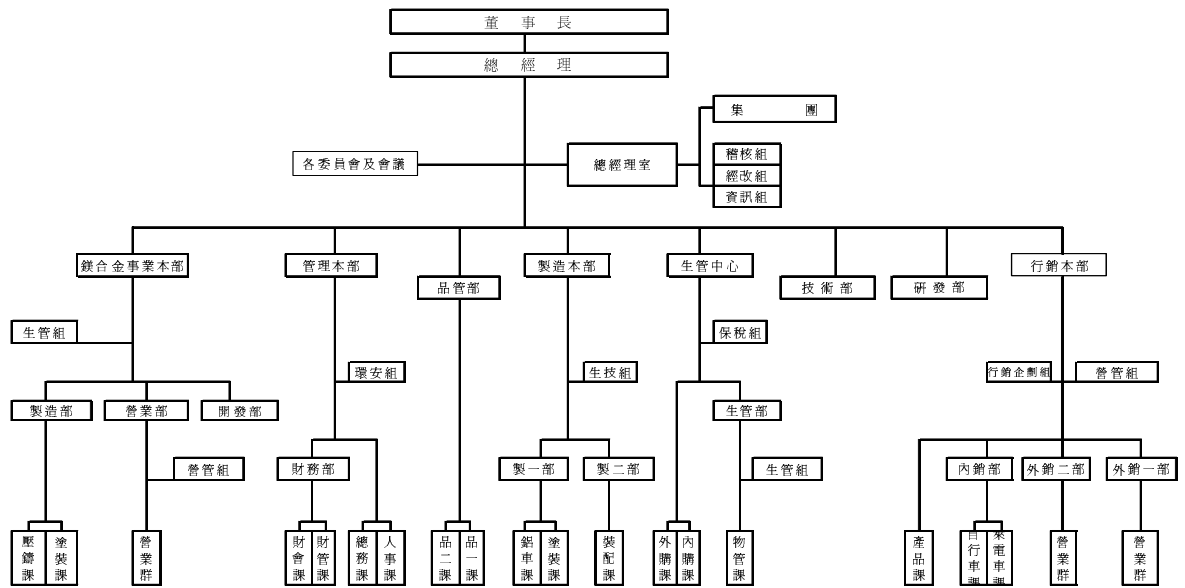 董事長
總經理
集團
各委員會及會議
總經理室
稽核組
經改組
資訊組
鎂合金事業本部
管理本部
品管部
製造本部
生管中心
技術部
研發部
行銷本部
生管組
保稅組
環安組
生技組
行銷企劃組
營管組
製造部
營業部
開發部
生管部
營管組
財務部
製一部
製二部
生管組
內銷部
外銷二部
外銷一部
壓鑄課
塗裝課
營業群
財會課
財管課
總務課
人事課
品二課
品一課
鋁車課
塗裝課
裝配課
外購課
內購課
物管課
產品課
自行車課
電車課
營業群
營業群